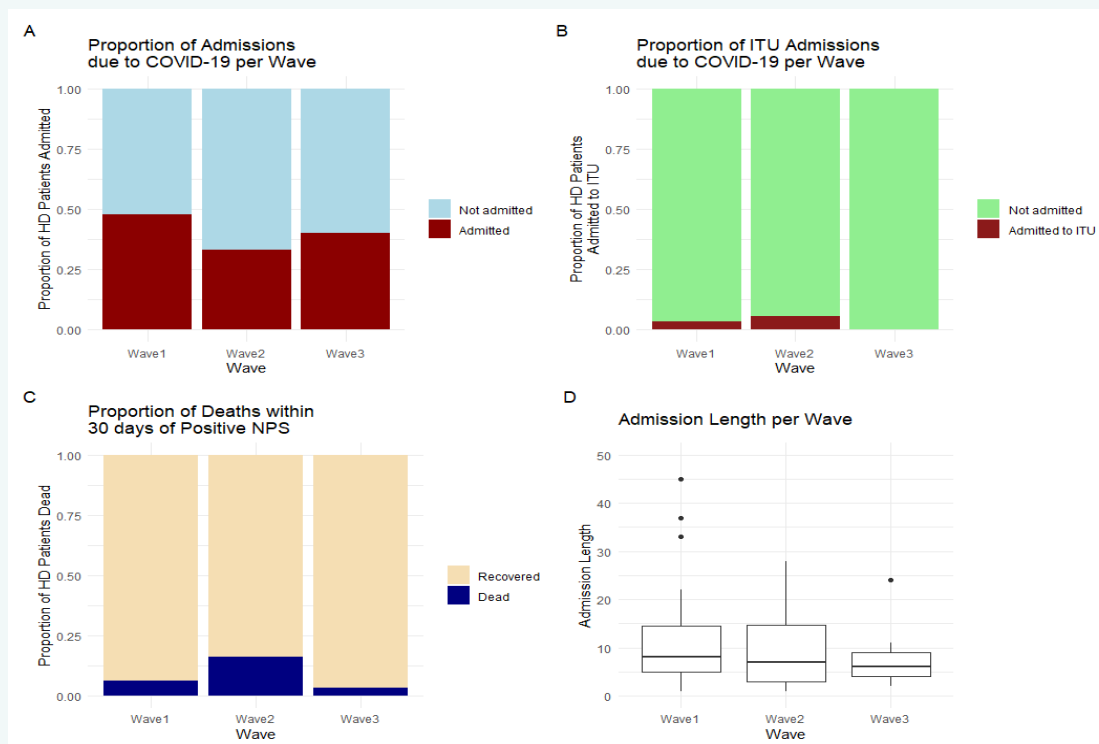 A
Proportion of Admissions
due to COVID-19 per Wave
Proportion of HD Patients Admitted
1.00
0.75
0.50
0.25
0.00
Wave1 Wave2 Wave3
Wave
Not admitted
Admitted
B
Proportion of ITU Admissions
due to COVID-19 per Wave
Proportion of HD Patients
Admitted to ITU
1.00
0.75
0.50
0.25
0.00
Wave1 Wave2 Wave3
Wave
Not admitted
Admitted to ITU
C
Proportion of Deaths within
30 days of Positive NPS
Proportion of HD Patients Dead
1.00
0.75
0.50
0.25
0.00
Wave1 Wave2 Wave3
Wave
Recovered
Dead
D
Admission Length per Wave
Admission Length
50
40
30
20
10
0
Wave1 Wave2 Wave3
Wave